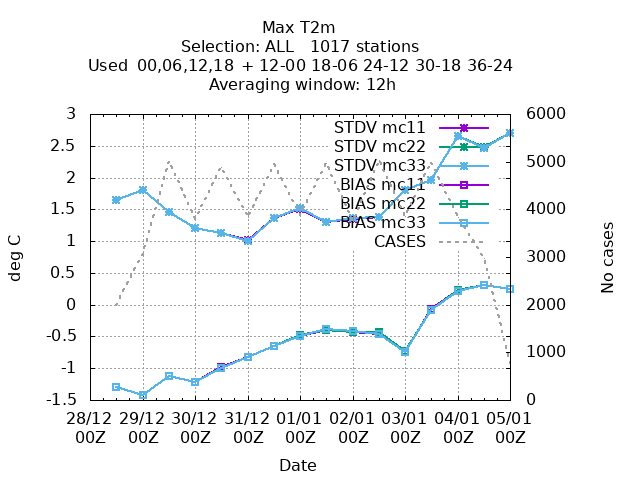 Max T2m
Selection: ALL   1017 stations
Used  00,06,12,18 + 12-00 18-06 24-12 30-18 36-24
Averaging window: 12h
3
2.5
2
1.5
1
0.5
0
-0.5
-1
-1.5
deg C
6000
5000
4000
3000
2000
1000
0
No cases
STDV mc11
STDV mc22
STDV mc33
BIAS mc11
BIAS mc22
BIAS mc33
CASES
28/12 29/12 30/12 31/12 01/01 02/01 03/01 04/01 05/01
00Z 00Z 00Z 00Z 00Z 00Z 00Z 00Z 00Z
Date